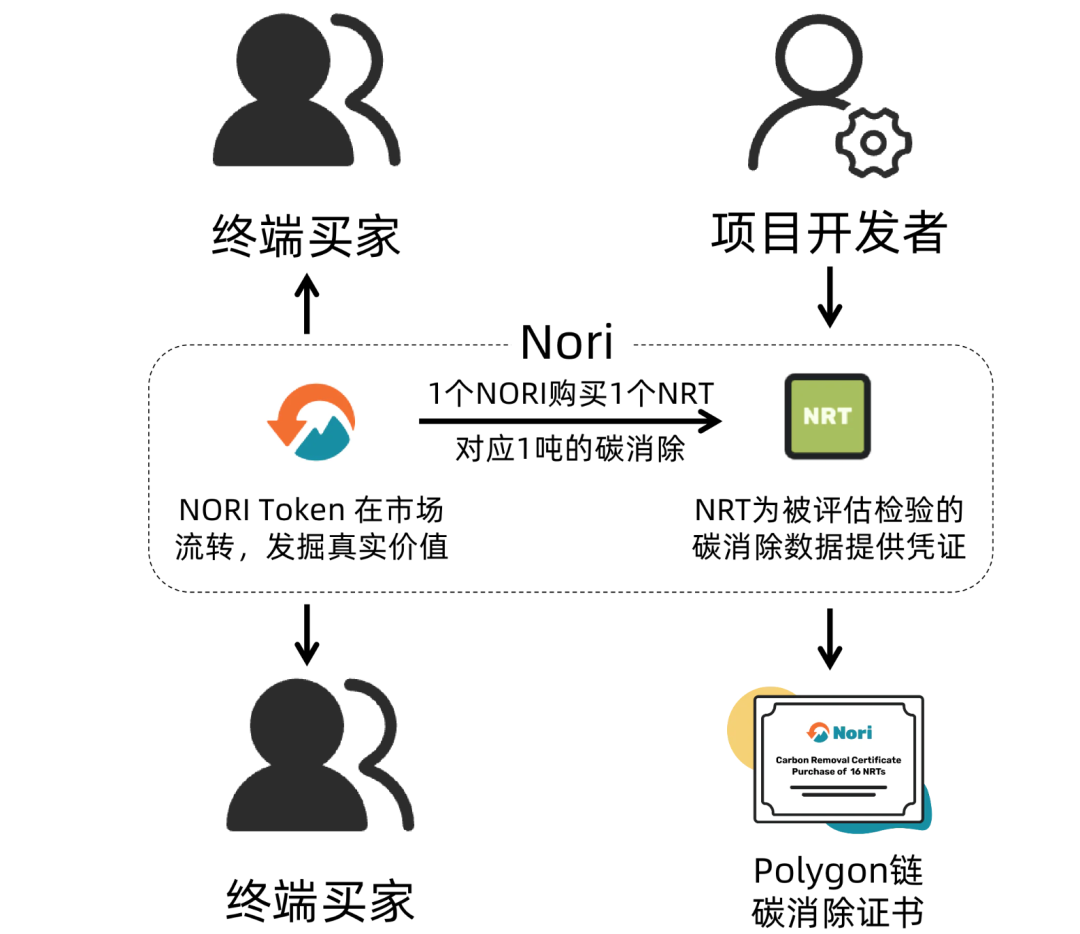 终端买家
项目开发者
Nori
1个NORI购买1个NRT
对应1吨的碳消除
NRT
NORI Token 在市场
流转，发掘真实价值
NRT为被评估检验的
碳消除数据提供凭证
终端买家
Nori
Carbon Removal Certificate
Purchase of 16 NRTs
Polygon链
碳消除证书